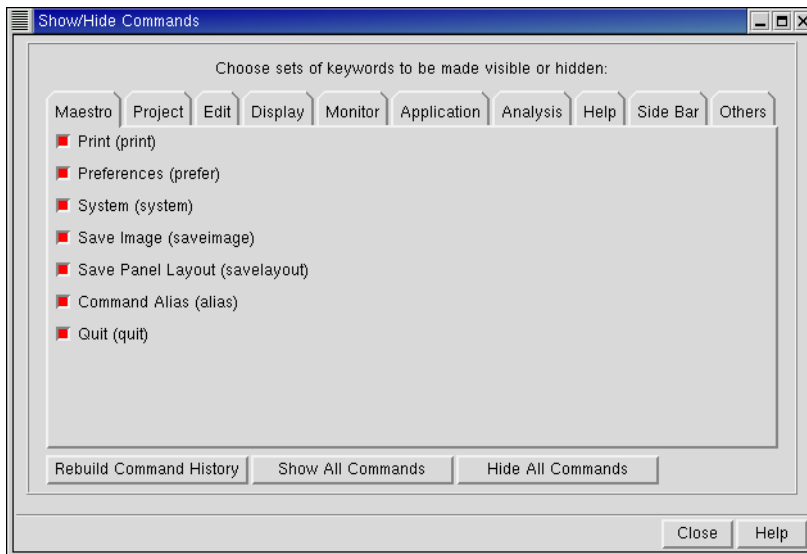 Show/Hide Commands
Choose sets of keywords to be made visible or hidden:
Maestro Project Edit Display Monitor Application Analysis Help Side Bar Others
Print (print)
Preferences (prefer)
System (system)
Save Image (saveimage)
Save Panel Layout (savelayout)
Command Alias (alias)
Quit (quit)
Rebuild Command History Show All Commands Hide All Commands
Close Help